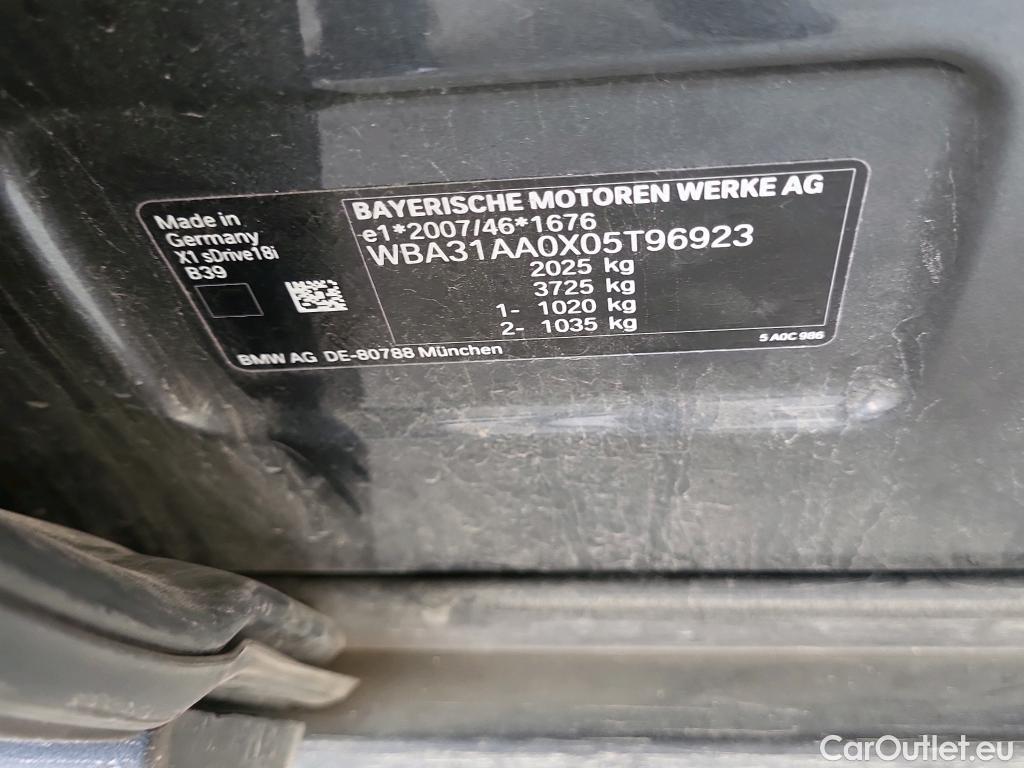 Made in
Germany
X1 sDrive18i
B39
BAYERISCHE MOTOREN WERKE AG
e1*2007/46*1676
WBA31AA0X05T96923
2025 kg
3725 kg
1- 1020 kg
2- 1035 kg
5 A0C 986
BMW AG DE-80788 München
CarOutlet.eu